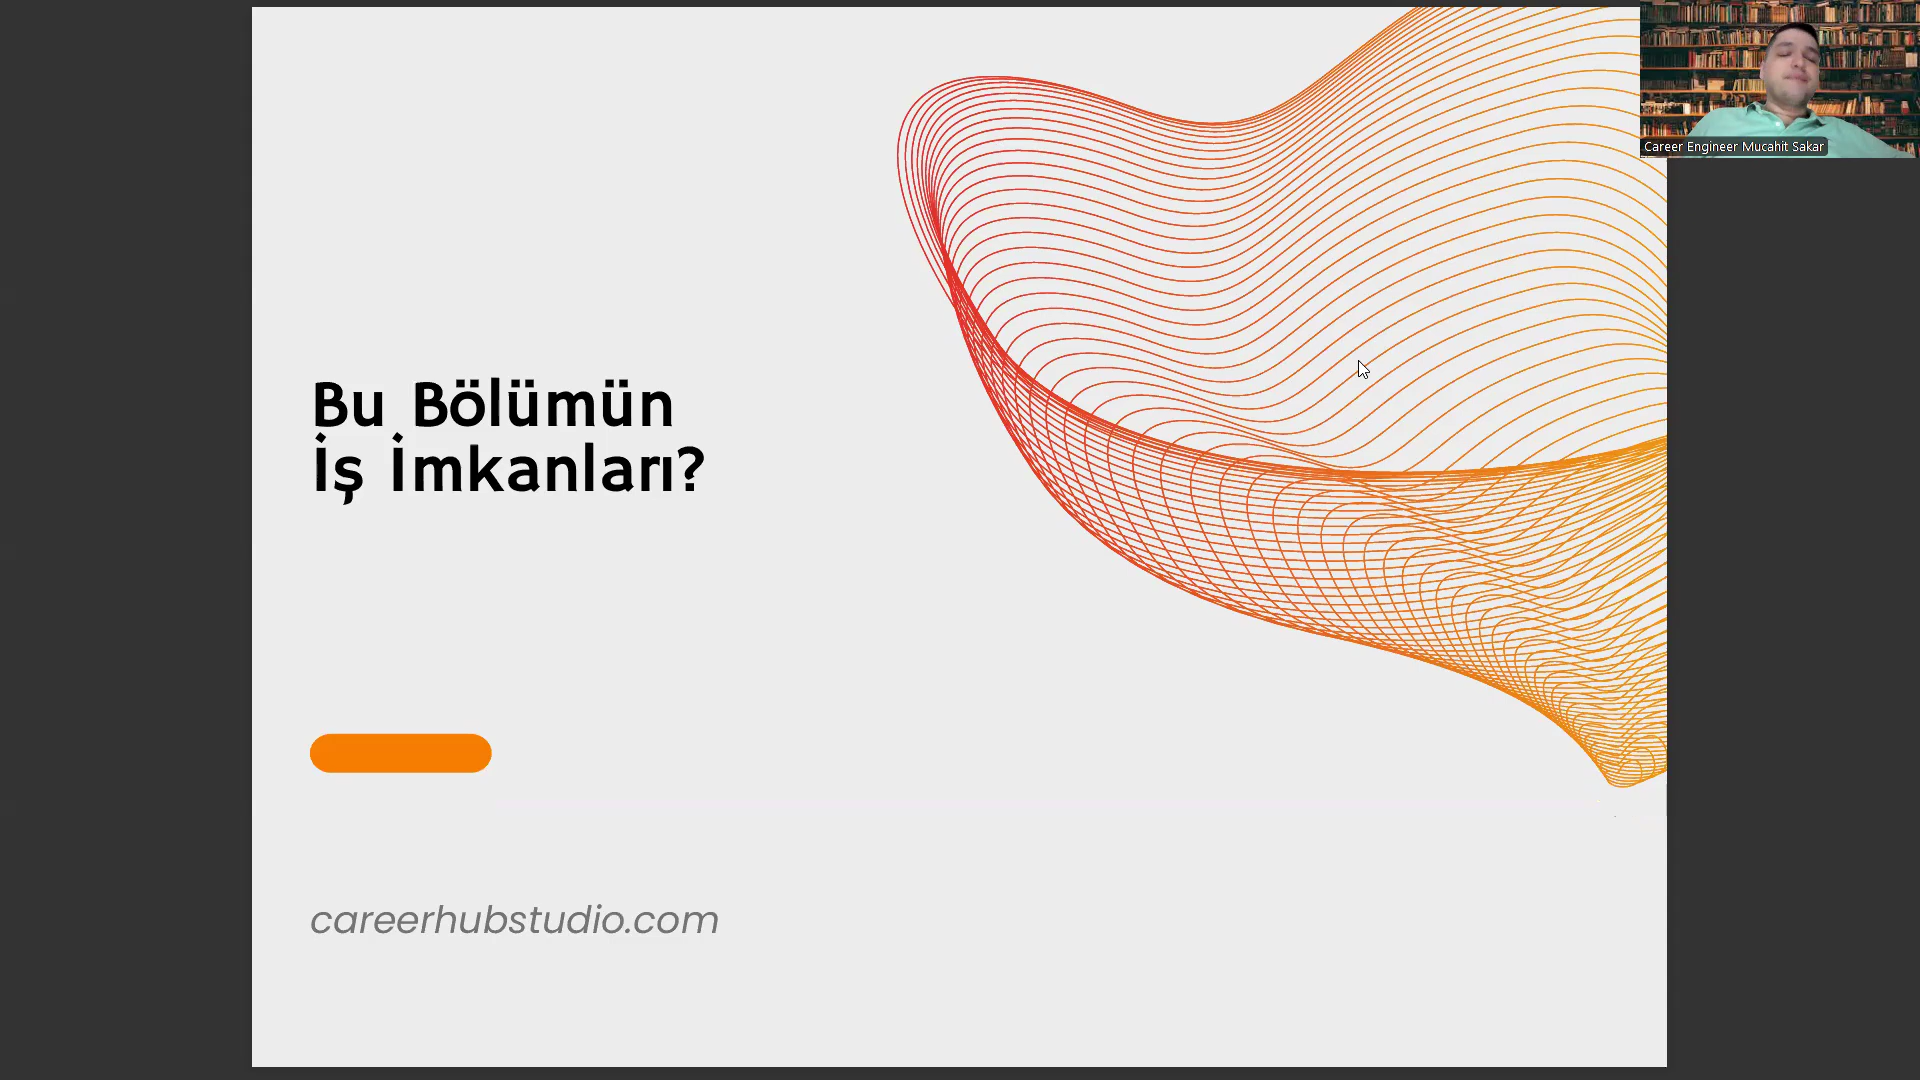 Career Engineer Mucahit Sakar
Bu Bölümün
İş İmkanları?
careerhubstudio.com